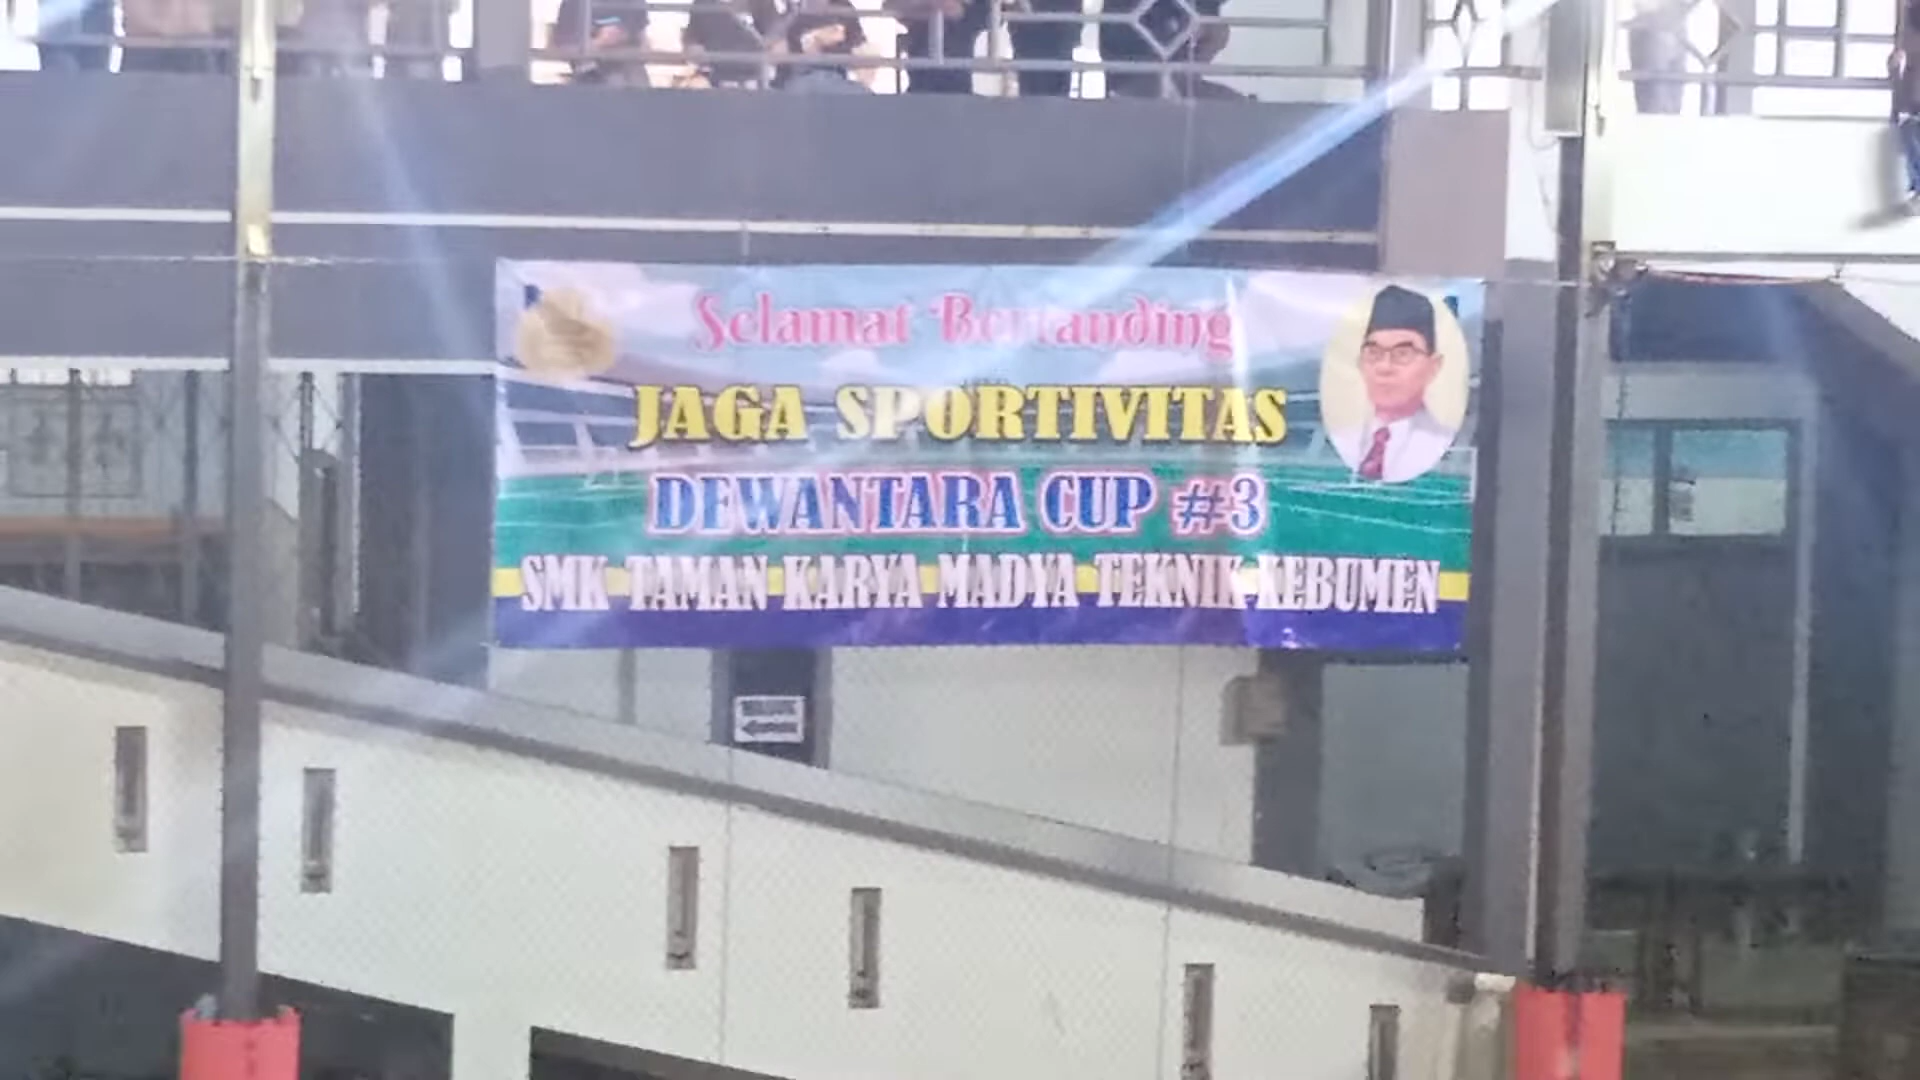 Selamat Bertanding
JAGA SPORTIVITAS
DEWANTARA CUP #3
SMK TAMAN KARYA MADYA TEKNIK KEBUMEN